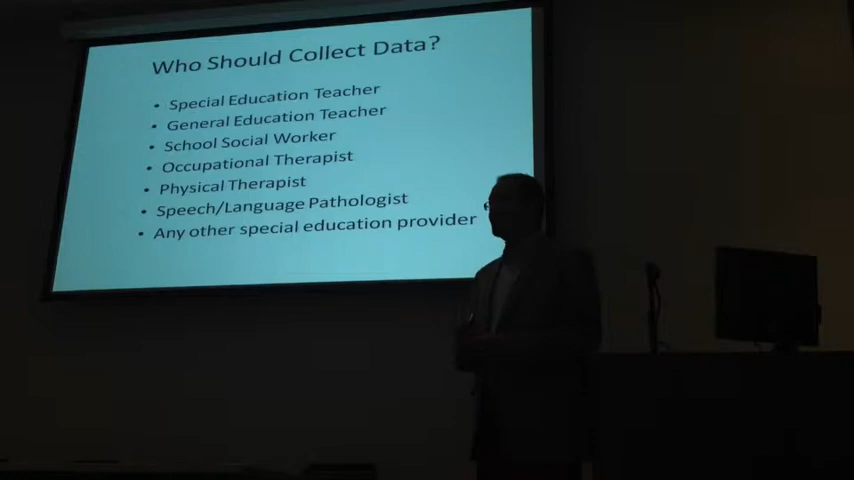 Who Should Collect Data?
• Special Education Teacher
• General Education Teacher
• School Social Worker
• Occupational Therapist
• Physical Therapist
• Speech/Language Pathologist
• Any other special education provider